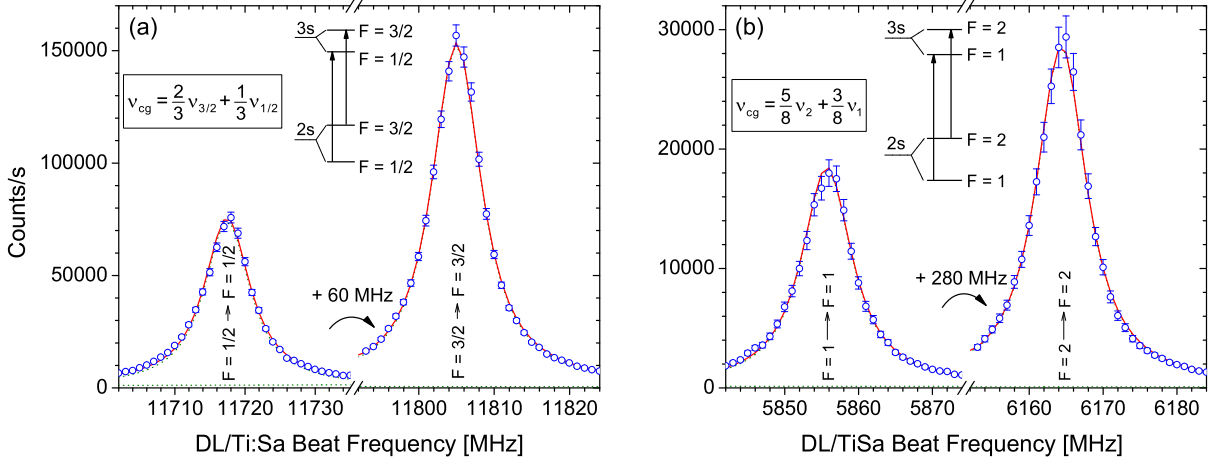 (a)
3s
F = 3/2
F = 1/2
ν_cg = 2/3 ν_3/2 + 1/3 ν_1/2
2s
F = 3/2
F = 1/2
F = 1/2 → F = 1/2
+ 60 MHz
F = 3/2 → F = 3/2
Counts/s
150000
100000
50000
0
11710 11720 11730 11800 11810 11820
DL/Ti:Sa Beat Frequency [MHz]
(b)
3s
F = 2
F = 1
ν_cg = 5/8 ν_2 + 3/8 ν_1
2s
F = 2
F = 1
F = 1 → F = 1
+ 280 MHz
F = 2 → F = 2
30000
20000
10000
0
5850 5860 5870 6160 6170 6180
DL/TiSa Beat Frequency [MHz]